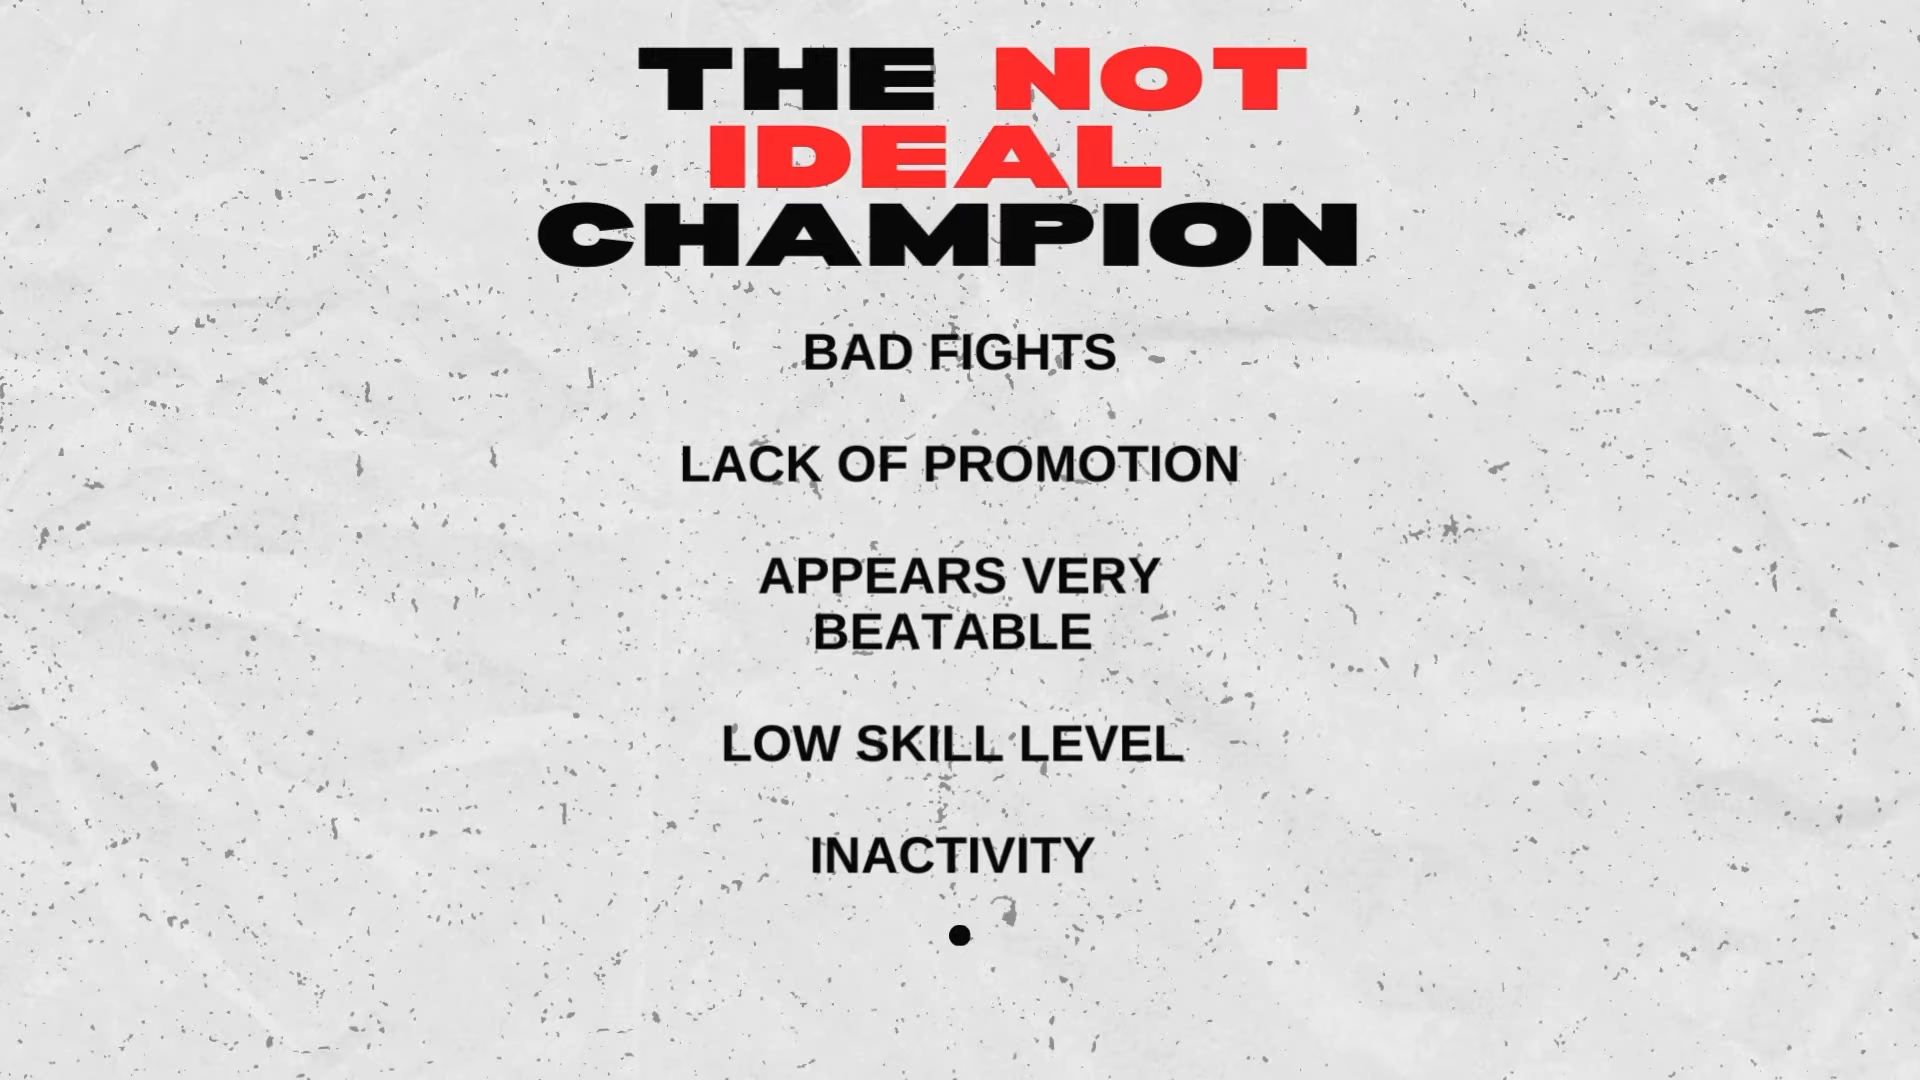 THE NOT
IDEAL
CHAMPION
BAD FIGHTS
LACK OF PROMOTION
APPEARS VERY
BEATABLE
LOW SKILL LEVEL
INACTIVITY